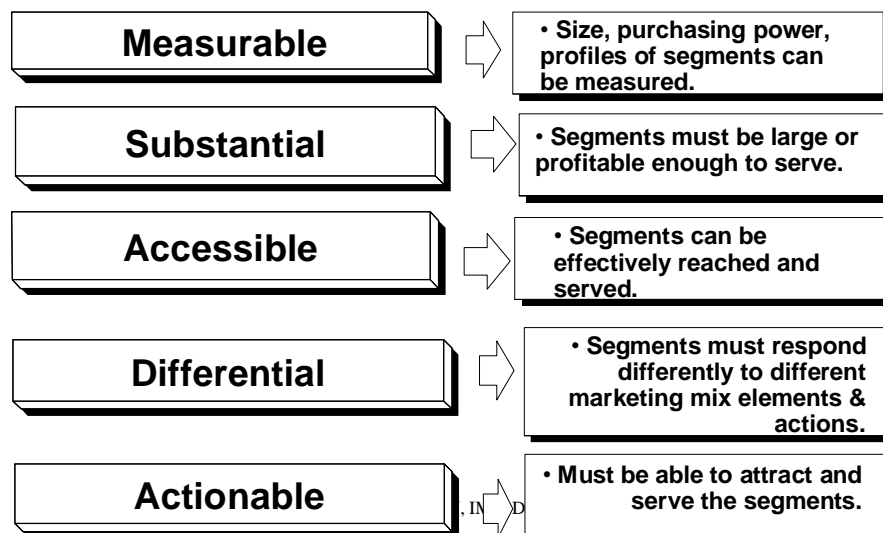 Measurable
• Size, purchasing power,
profiles of segments can
be measured.
Substantial
• Segments must be large or
profitable enough to serve.
Accessible
• Segments can be
effectively reached and
served.
Differential
• Segments must respond
differently to different
marketing mix elements &
actions.
Actionable
• Must be able to attract and
serve the segments.